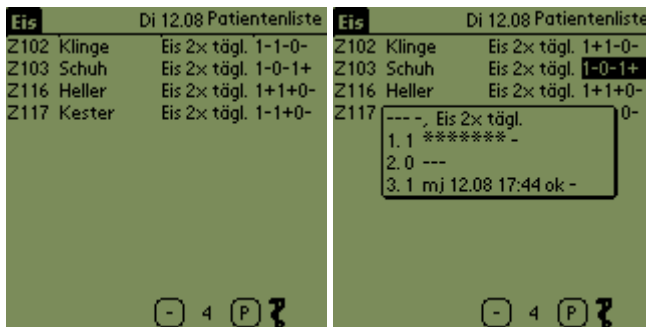 Eis Di 12.08 Patientenliste
Z102 Klinge Eis 2x tägl. 1-1-0-
Z103 Schuh Eis 2x tägl. 1-0-1+
Z116 Heller Eis 2x tägl. 1+1+0-
Z117 Kester Eis 2x tägl. 1-1+0-
- 4 P
Eis Di 12.08 Patientenliste
Z102 Klinge Eis 2x tägl. 1+1-0-
Z103 Schuh Eis 2x tägl. 1-0-1+
Z116 Heller Eis 2x tägl. 1+1+0-
Z117 0-
--- -, Eis 2x tägl.
1. 1 ******* -
2. 0 ---
3. 1 mj 12.08 17:44 ok -
- 4 P